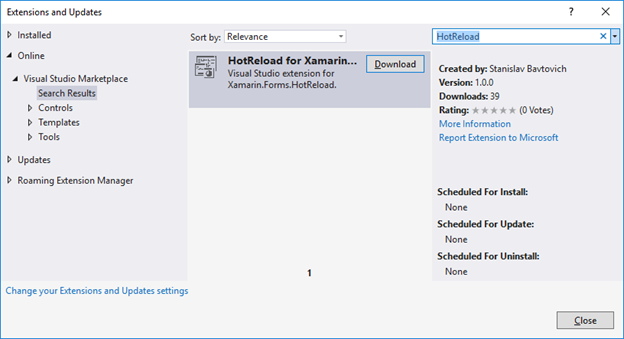 Extensions and Updates
?
Installed
Online
Visual Studio Marketplace
Search Results
Controls
Templates
Tools
Updates
Roaming Extension Manager
Sort by: Relevance
HotReload for Xamarin... Download
Visual Studio extension for
Xamarin.Forms.HotReload.
1
HotReload
Created by: Stanislav Bavtovich
Version: 1.0.0
Downloads: 39
Rating: (0 Votes)
More Information
Report Extension to Microsoft
Scheduled For Install:
None
Scheduled For Update:
None
Scheduled For Uninstall:
None
Change your Extensions and Updates settings
Close